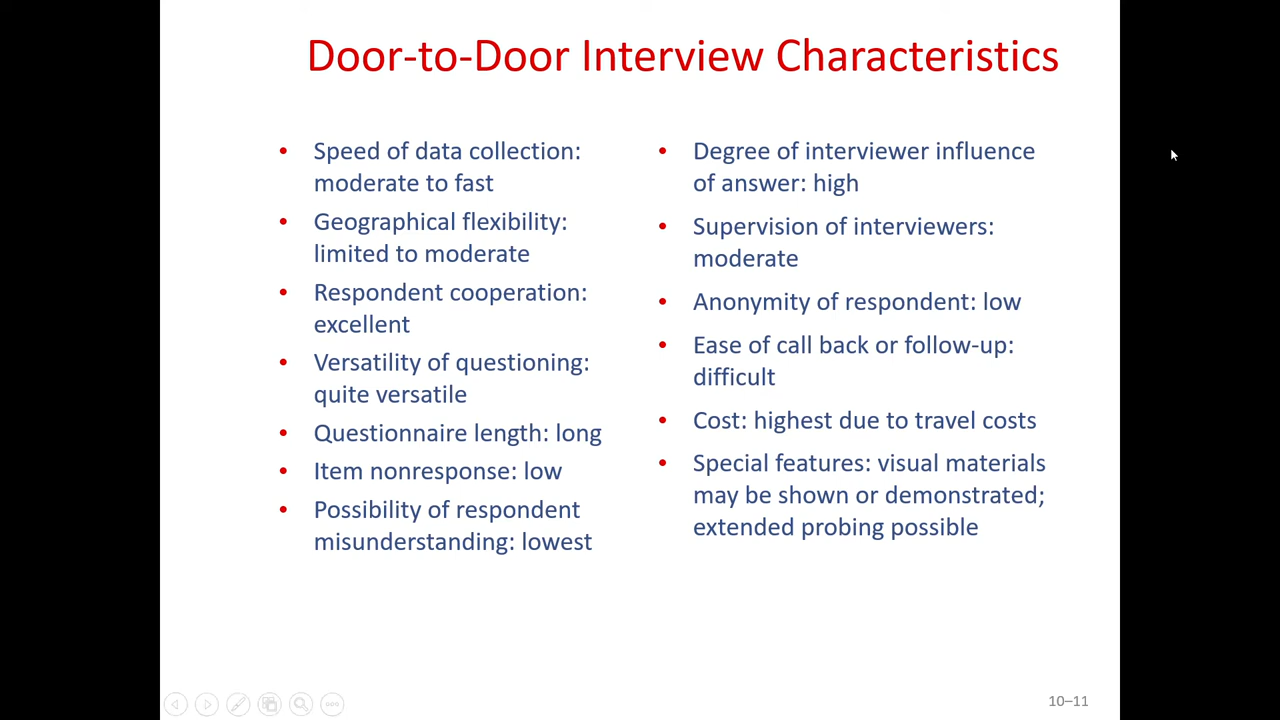 Door-to-Door Interview Characteristics
• Speed of data collection:
moderate to fast
• Geographical flexibility:
limited to moderate
• Respondent cooperation:
excellent
• Versatility of questioning:
quite versatile
• Questionnaire length: long
• Item nonresponse: low
• Possibility of respondent
misunderstanding: lowest
• Degree of interviewer influence
of answer: high
• Supervision of interviewers:
moderate
• Anonymity of respondent: low
• Ease of call back or follow-up:
difficult
• Cost: highest due to travel costs
• Special features: visual materials
may be shown or demonstrated;
extended probing possible
10–11